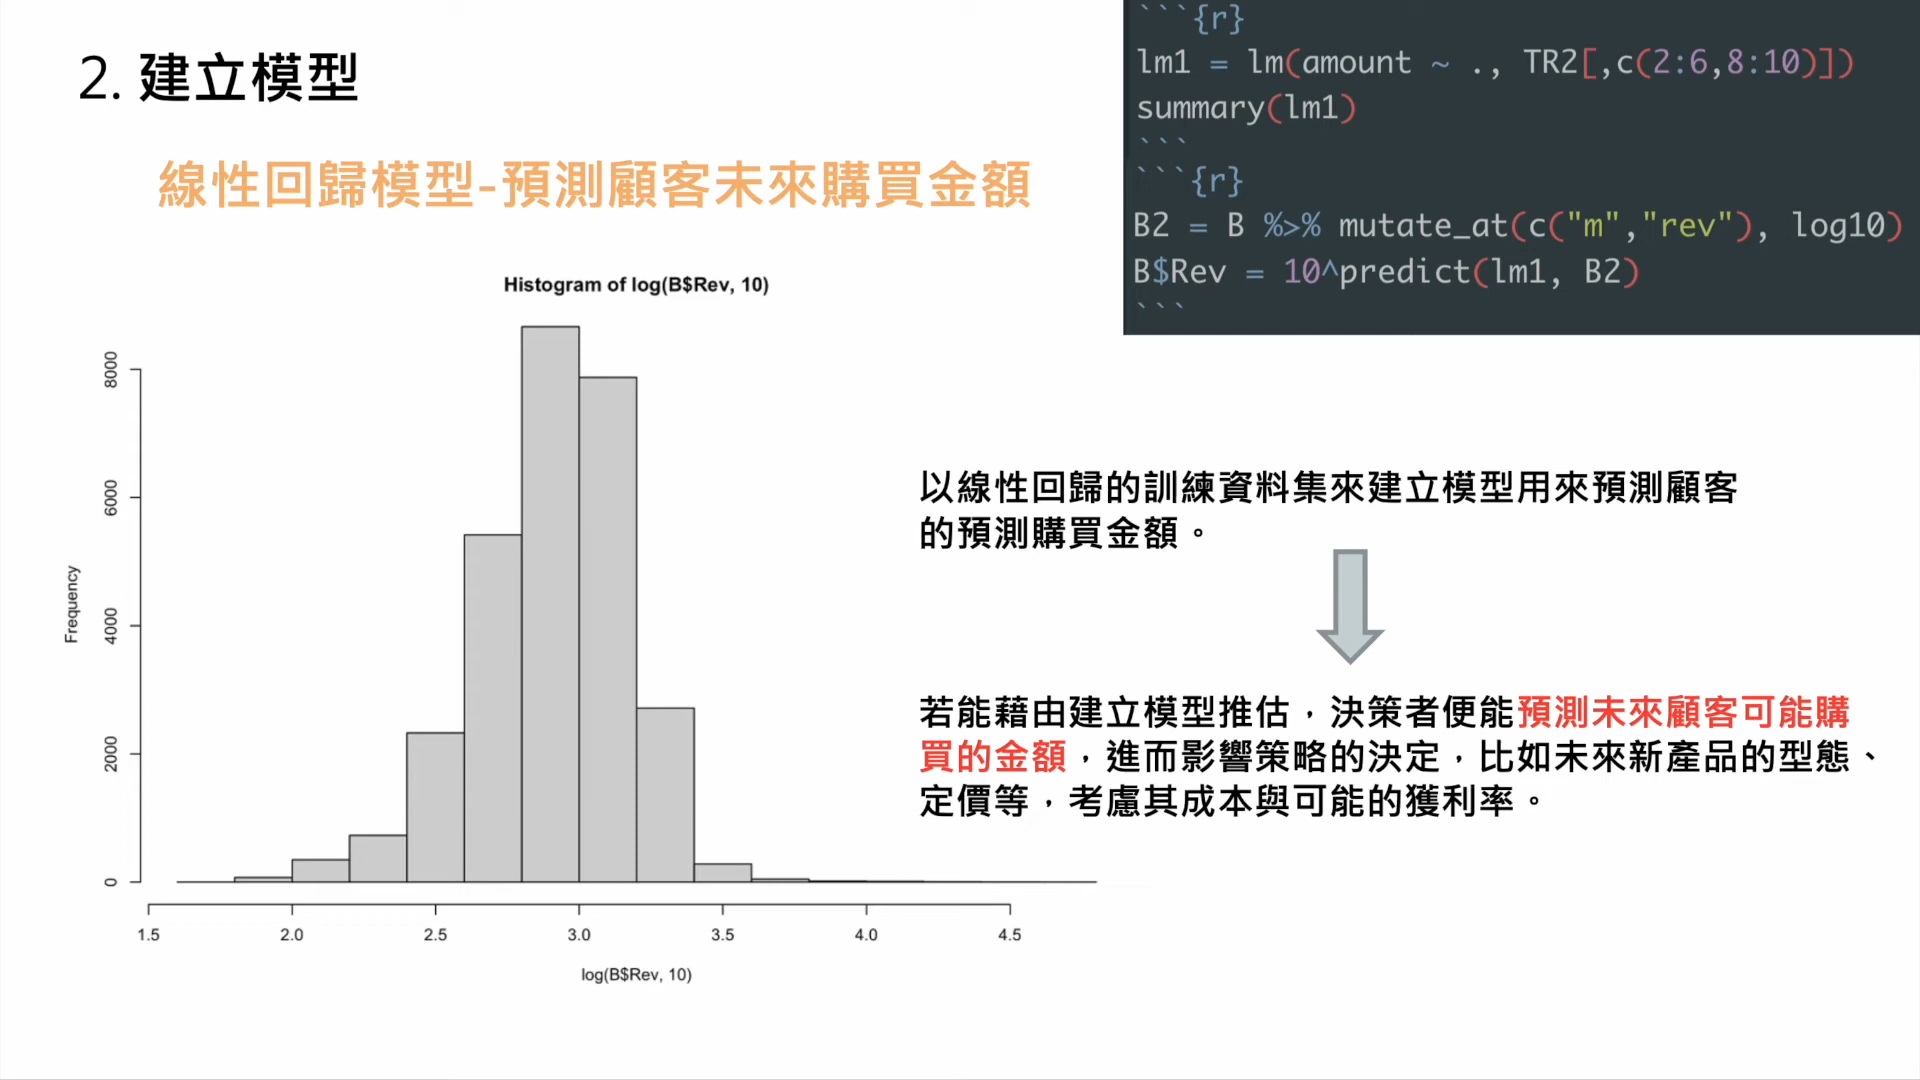 2. 建立模型
線性回歸模型-預測顧客未來購買金額
```{r}
lm1 = lm(amount ~ ., TR2[,c(2:6,8:10)])
summary(lm1)
```
```{r}
B2 = B %>% mutate_at(c("m","rev"), log10)
B$Rev = 10^predict(lm1, B2)
```
Histogram of log(B$Rev, 10)
Frequency
8000
6000
4000
2000
0
1.5 2.0 2.5 3.0 3.5 4.0 4.5
log(B$Rev, 10)
以線性回歸的訓練資料集來建立模型用來預測顧客
的預測購買金額。
若能藉由建立模型推估，決策者便能預測未來顧客可能購
買的金額，進而影響策略的決定，比如未來新產品的型態、
定價等，考慮其成本與可能的獲利率。